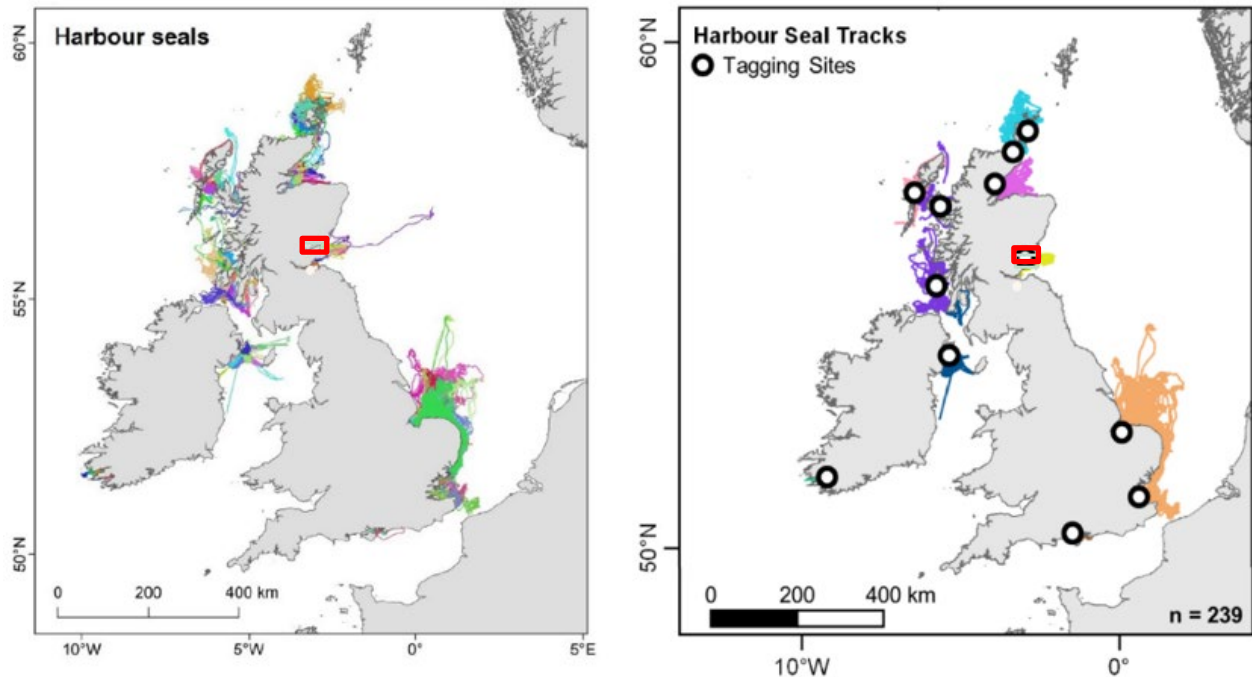 Harbour seals
60°N
55°N
50°N
0 200 400 km
10°W 5°W 0° 5°E
Harbour Seal Tracks
Tagging Sites
60°N
50°N
0 200 400 km
n = 239
10°W 0°